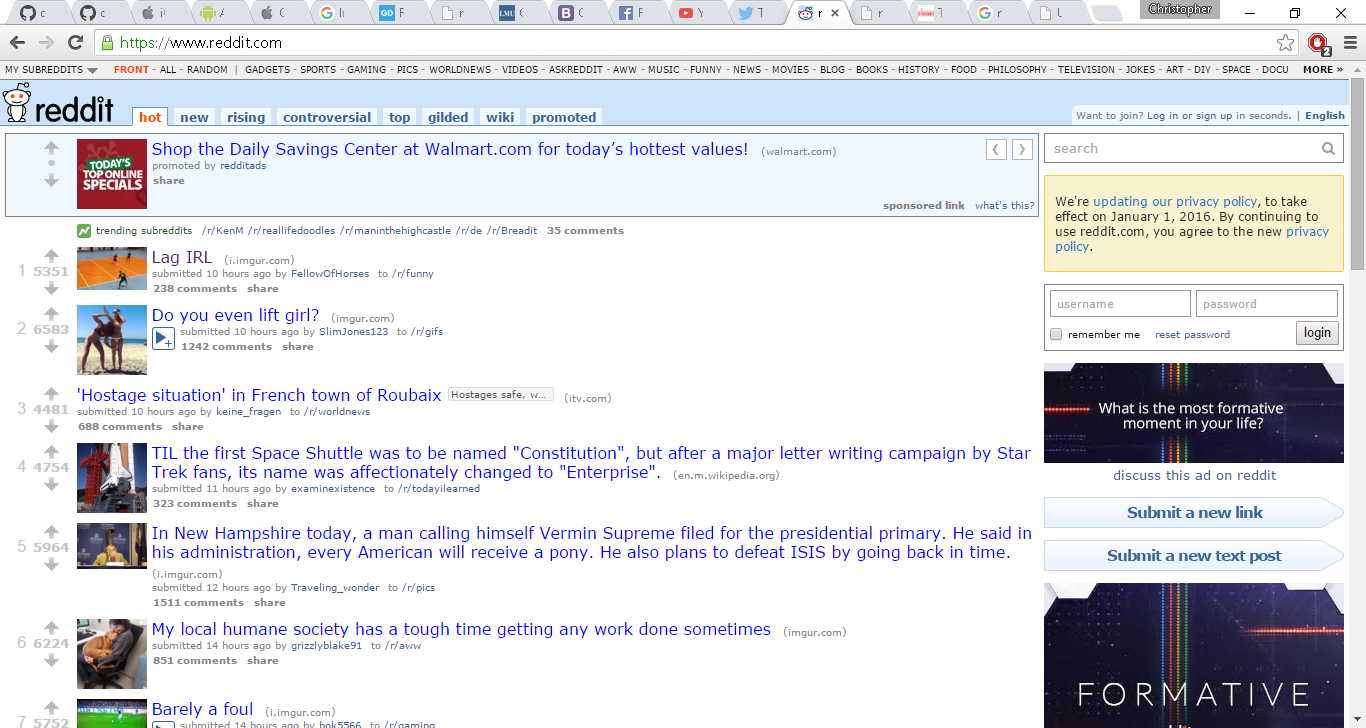 c
c
i(
A
C
I
GD F
r
LMU C
B C
F
Y
T
r
r
T
r
L
Christopher
https://www.reddit.com
2
MY SUBREDDITS FRONT - ALL - RANDOM | GADGETS - SPORTS - GAMING - PICS - WORLDNEWS - VIDEOS - ASKREDDIT - AWW - MUSIC - FUNNY - NEWS - MOVIES - BLOG - BOOKS - HISTORY - FOOD - PHILOSOPHY - TELEVISION - JOKES - ART - DIY - SPACE - DOCU MORE »
reddit hot new rising controversial top gilded wiki promoted
Want to join? Log in or sign up in seconds. | English
TODAY'S
TOP ONLINE
SPECIALS
Shop the Daily Savings Center at Walmart.com for today's hottest values! (walmart.com)
promoted by redditads
share
sponsored link what's this?
trending subreddits /r/KenM /r/reallifedoodles /r/maninthehighcastle /r/de /r/Breadit 35 comments
1 5351
Lag IRL (i.imgur.com)
submitted 10 hours ago by FellowOfHorses to /r/funny
238 comments share
2 6583
Do you even lift girl? (imgur.com)
submitted 10 hours ago by SlimJones123 to /r/gifs
1242 comments share
3 4481
'Hostage situation' in French town of Roubaix Hostages safe, w... (itv.com)
submitted 10 hours ago by keine_fragen to /r/worldnews
688 comments share
4 4754
TIL the first Space Shuttle was to be named "Constitution", but after a major letter writing campaign by Star
Trek fans, its name was affectionately changed to "Enterprise". (en.m.wikipedia.org)
submitted 11 hours ago by examinexistence to /r/todayilearned
323 comments share
5 5964
In New Hampshire today, a man calling himself Vermin Supreme filed for the presidential primary. He said in
his administration, every American will receive a pony. He also plans to defeat ISIS by going back in time.
(i.imgur.com)
submitted 12 hours ago by Traveling_wonder to /r/pics
1511 comments share
6 6224
My local humane society has a tough time getting any work done sometimes (imgur.com)
submitted 14 hours ago by grizzlyblake91 to /r/aww
851 comments share
7 5752
Barely a foul (i.imgur.com)
submitted 14 hours ago by bok5566 to /r/gaming
search
We're updating our privacy policy, to take
effect on January 1, 2016. By continuing to
use reddit.com, you agree to the new privacy
policy.
username password
remember me reset password login
What is the most formative
moment in your life?
discuss this ad on reddit
Submit a new link
Submit a new text post
FORMATIVE